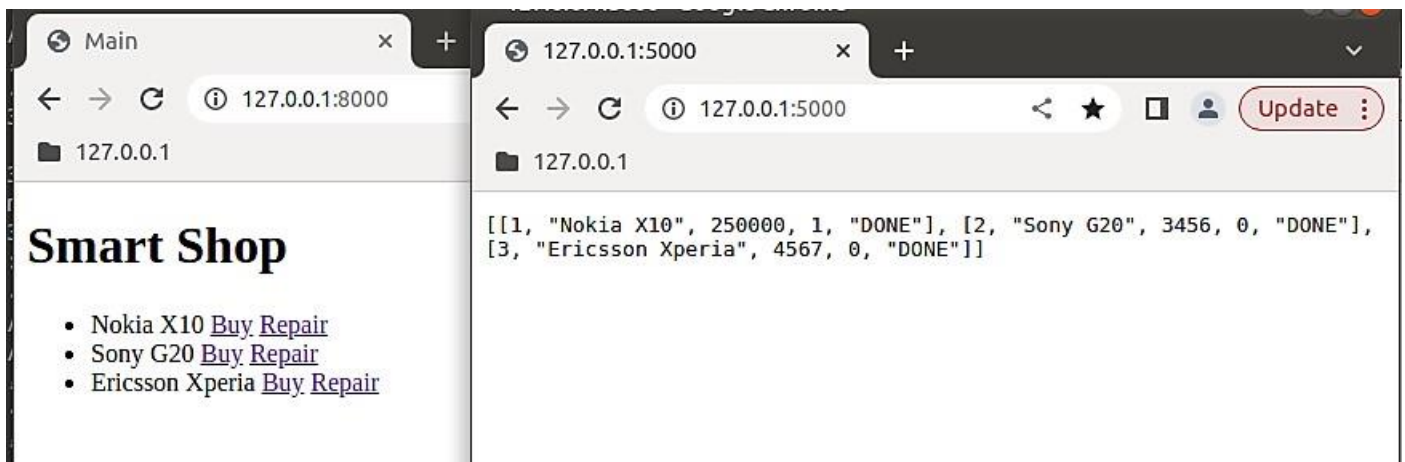 Main
127.0.0.1:8000
127.0.0.1
Smart Shop
Nokia X10 Buy Repair
Sony G20 Buy Repair
Ericsson Xperia Buy Repair
127.0.0.1:5000
127.0.0.1:5000
Update
127.0.0.1
[[1, "Nokia X10", 250000, 1, "DONE"], [2, "Sony G20", 3456, 0, "DONE"],
[3, "Ericsson Xperia", 4567, 0, "DONE"]]